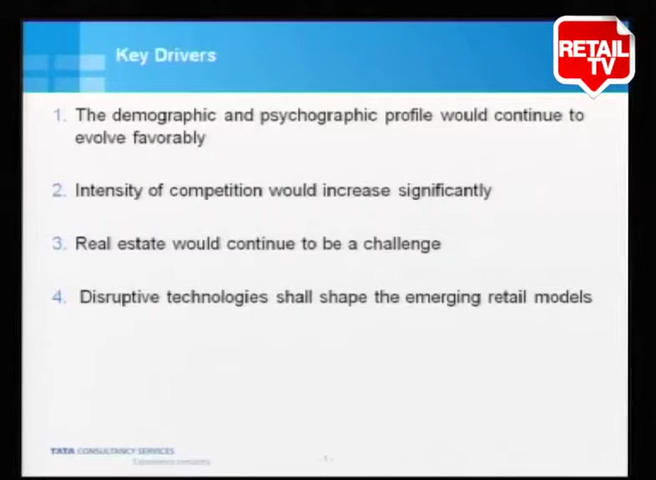 Key Drivers
RETAIL
TV
1. The demographic and psychographic profile would continue to
evolve favorably
2. Intensity of competition would increase significantly
3. Real estate would continue to be a challenge
4. Disruptive technologies shall shape the emerging retail models
TATA CONSULTANCY SERVICES